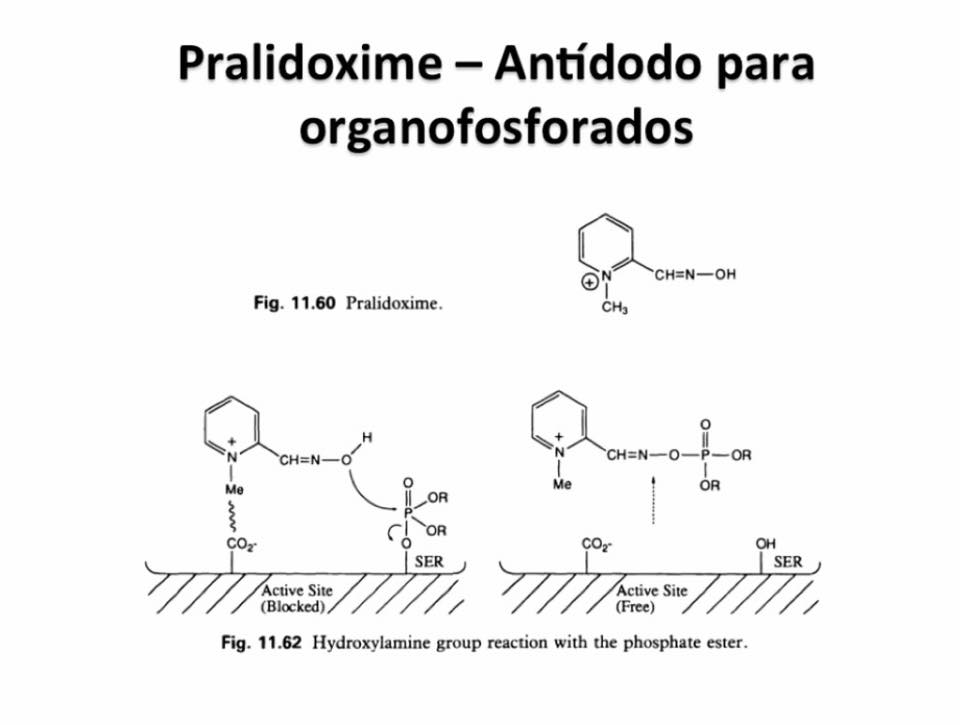 Pralidoxime – Antídodo para
organofosforados
N
CH=N—OH
CH₃
Fig. 11.60 Pralidoxime.
H
+
N
CH=N—O
Me
O
OR
P
OR
O
CO₂-
SER
Active Site
(Blocked)
+
N
CH=N—O—P—OR
O
OR
Me
CO₂-
OH
SER
Active Site
(Free)
Fig. 11.62 Hydroxylamine group reaction with the phosphate ester.